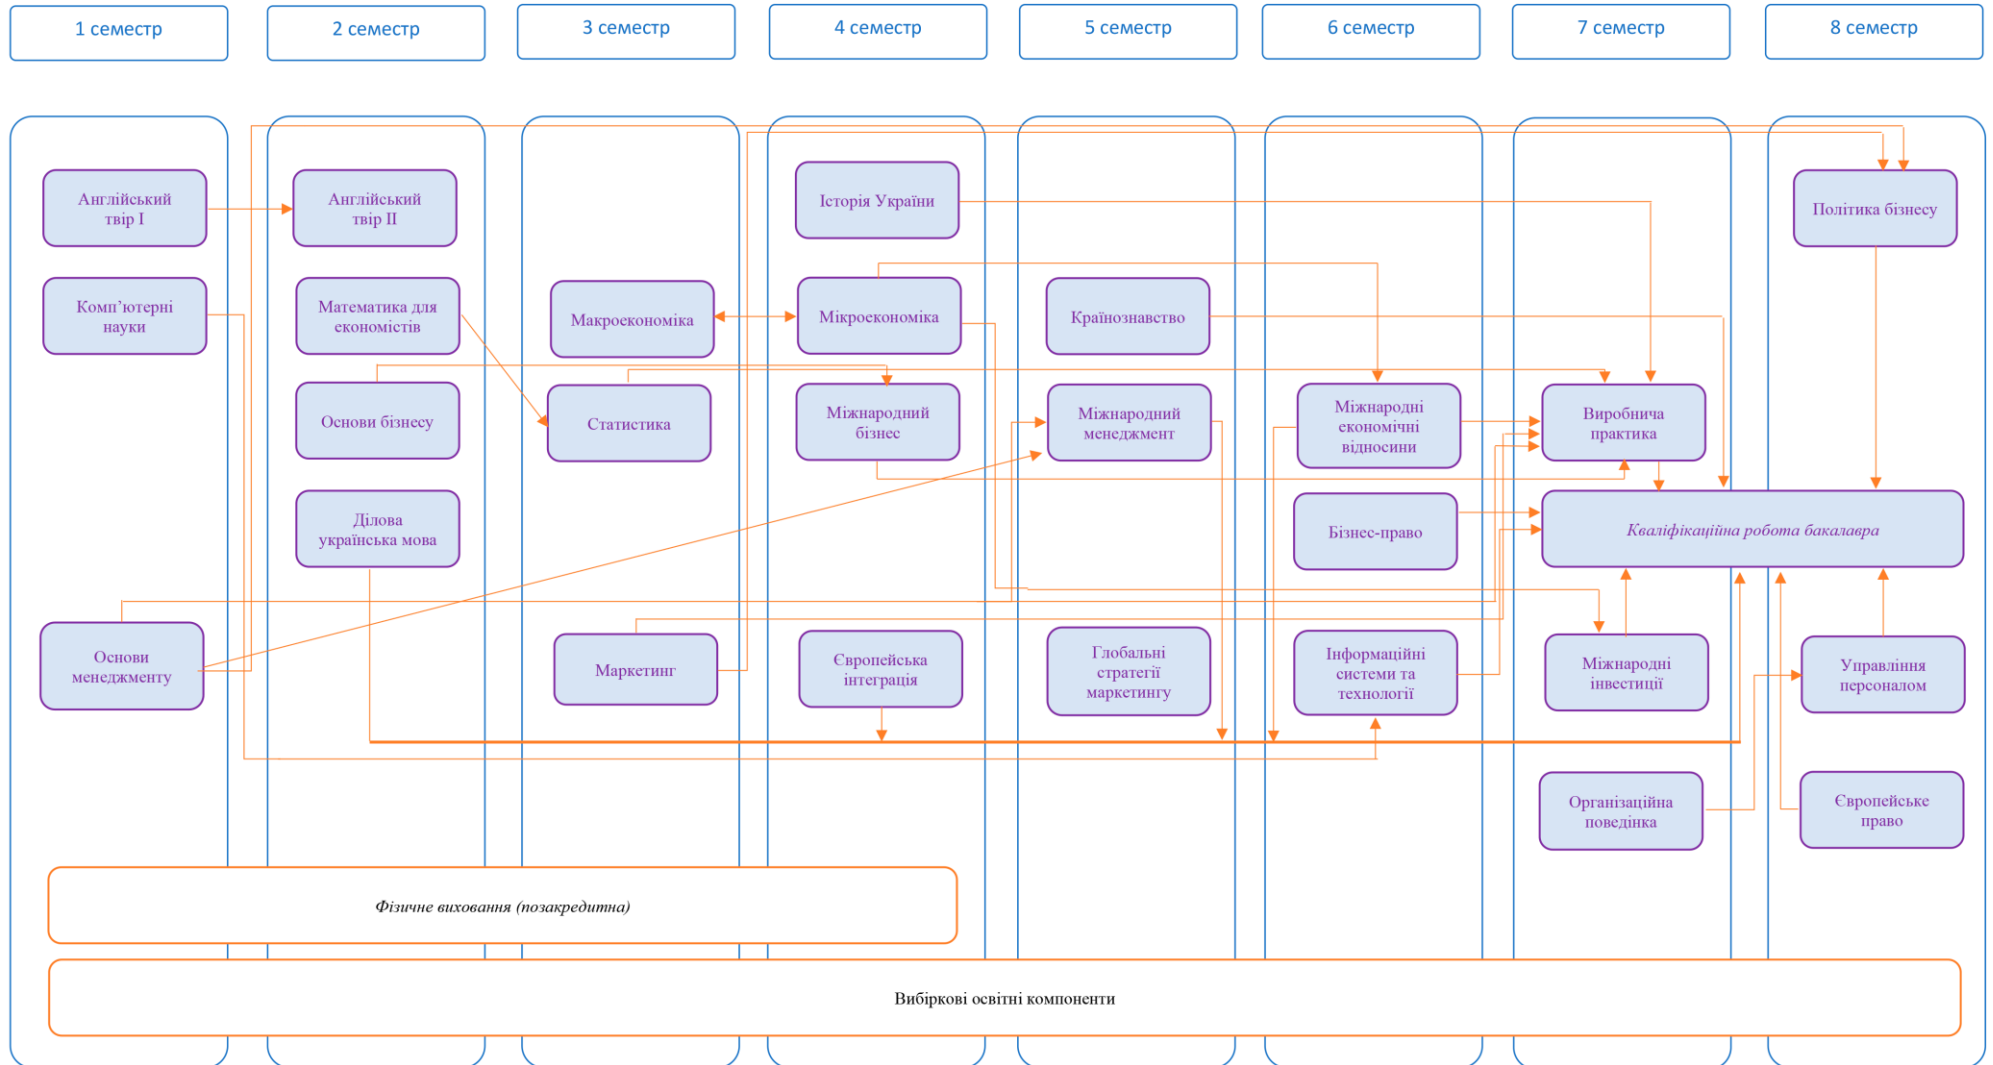 1 семестр
2 семестр
3 семестр
4 семестр
5 семестр
6 семестр
7 семестр
8 семестр
Англійський
твір I
Комп’ютерні
науки
Основи
менеджменту
Англійський
твір II
Математика для
економістів
Основи бізнесу
Ділова
українська мова
Макроекономіка
Статистика
Маркетинг
Історія України
Мікроекономіка
Міжнародний
бізнес
Європейська
інтеграція
Країнознавство
Міжнародний
менеджмент
Глобальні
стратегії
маркетингу
Міжнародні
економічні
відносини
Бізнес-право
Інформаційні
системи та
технології
Виробнича
практика
Кваліфікаційна робота бакалавра
Міжнародні
інвестиції
Організаційна
поведінка
Політика бізнесу
Управління
персоналом
Європейське
право
Фізичне виховання (позакредитна)
Вибіркові освітні компоненти